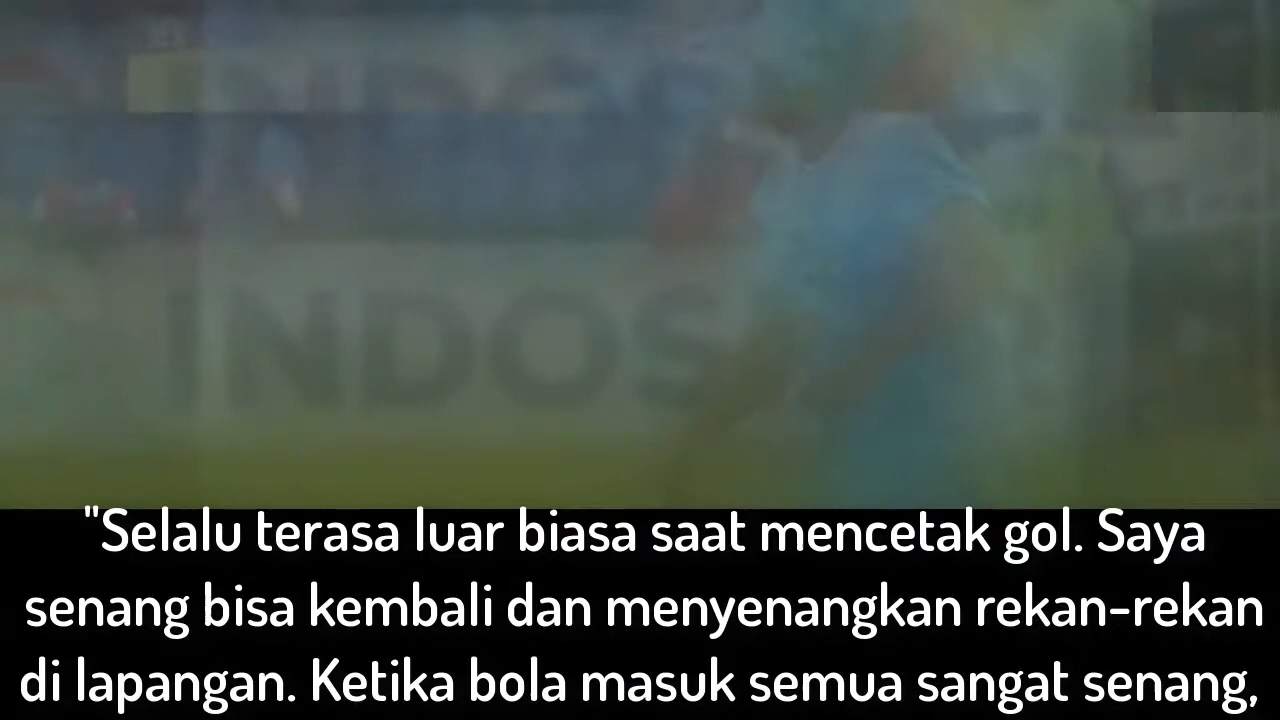 INDOS
"Selalu terasa luar biasa saat mencetak gol. Saya
senang bisa kembali dan menyenangkan rekan-rekan
di lapangan. Ketika bola masuk semua sangat senang,